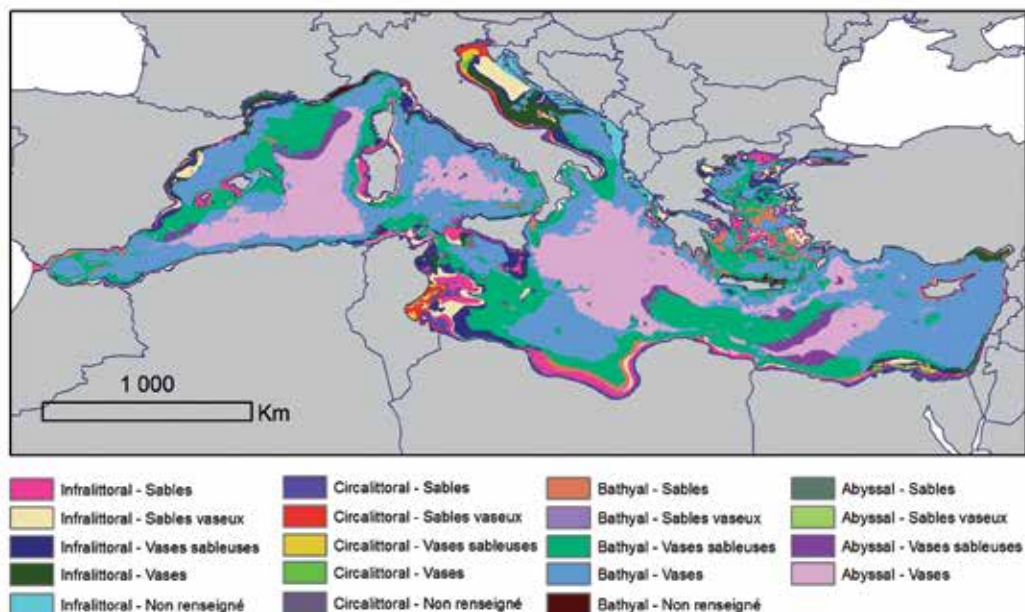 1 000
Km
Infralittoral - Sables
Infralittoral - Sables vaseux
Infralittoral - Vases sableuses
Infralittoral - Vases
Infralittoral - Non renseigné
Circalittoral - Sables
Circalittoral - Sables vaseux
Circalittoral - Vases sableuses
Circalittoral - Vases
Circalittoral - Non renseigné
Bathyal - Sables
Bathyal - Sables vaseux
Bathyal - Vases sableuses
Bathyal - Vases
Bathyal - Non renseigné
Abyssal - Sables
Abyssal - Sables vaseux
Abyssal - Vases sableuses
Abyssal - Vases